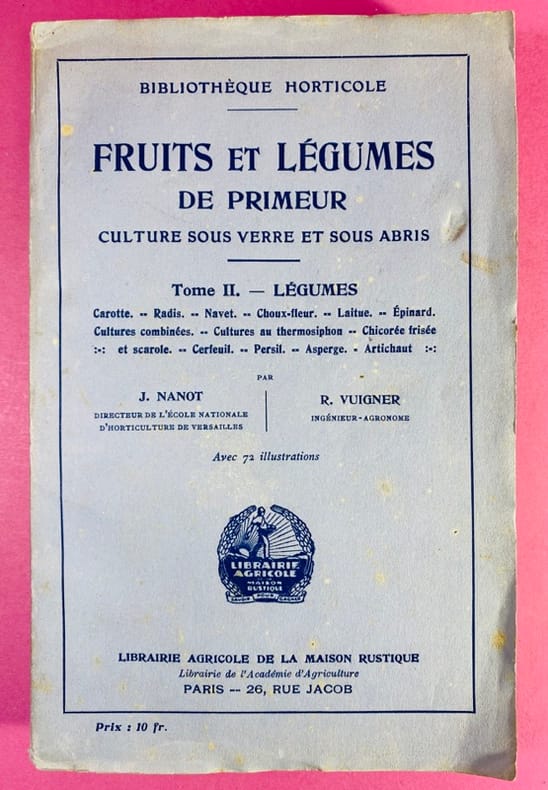 BIBLIOTHÈQUE HORTICOLE
FRUITS ET LÉGUMES
DE PRIMEUR
CULTURE SOUS VERRE ET SOUS ABRIS
Tome II. — LÉGUMES
Carotte. -- Radis. -- Navet. -- Choux-fleur. -- Laitue. -- Épinard.
Cultures combinées. -- Cultures au thermosiphon -- Chicorée frisée
:-: et scarole. -- Cerfeuil. -- Persil. -- Asperge. - Artichaut :-:
PAR
J. NANOT
DIRECTEUR DE L'ÉCOLE NATIONALE
D'HORTICULTURE DE VERSAILLES
R. VUIGNER
INGÉNIEUR-AGRONOME
Avec 72 illustrations
LIBRAIRIE
AGRICOLE
MAISON
RUSTIQUE
SAVOIR POUR GAGNER
LIBRAIRIE AGRICOLE DE LA MAISON RUSTIQUE
Librairie de l'Académie d'Agriculture
PARIS -- 26, RUE JACOB
Prix : 10 fr.